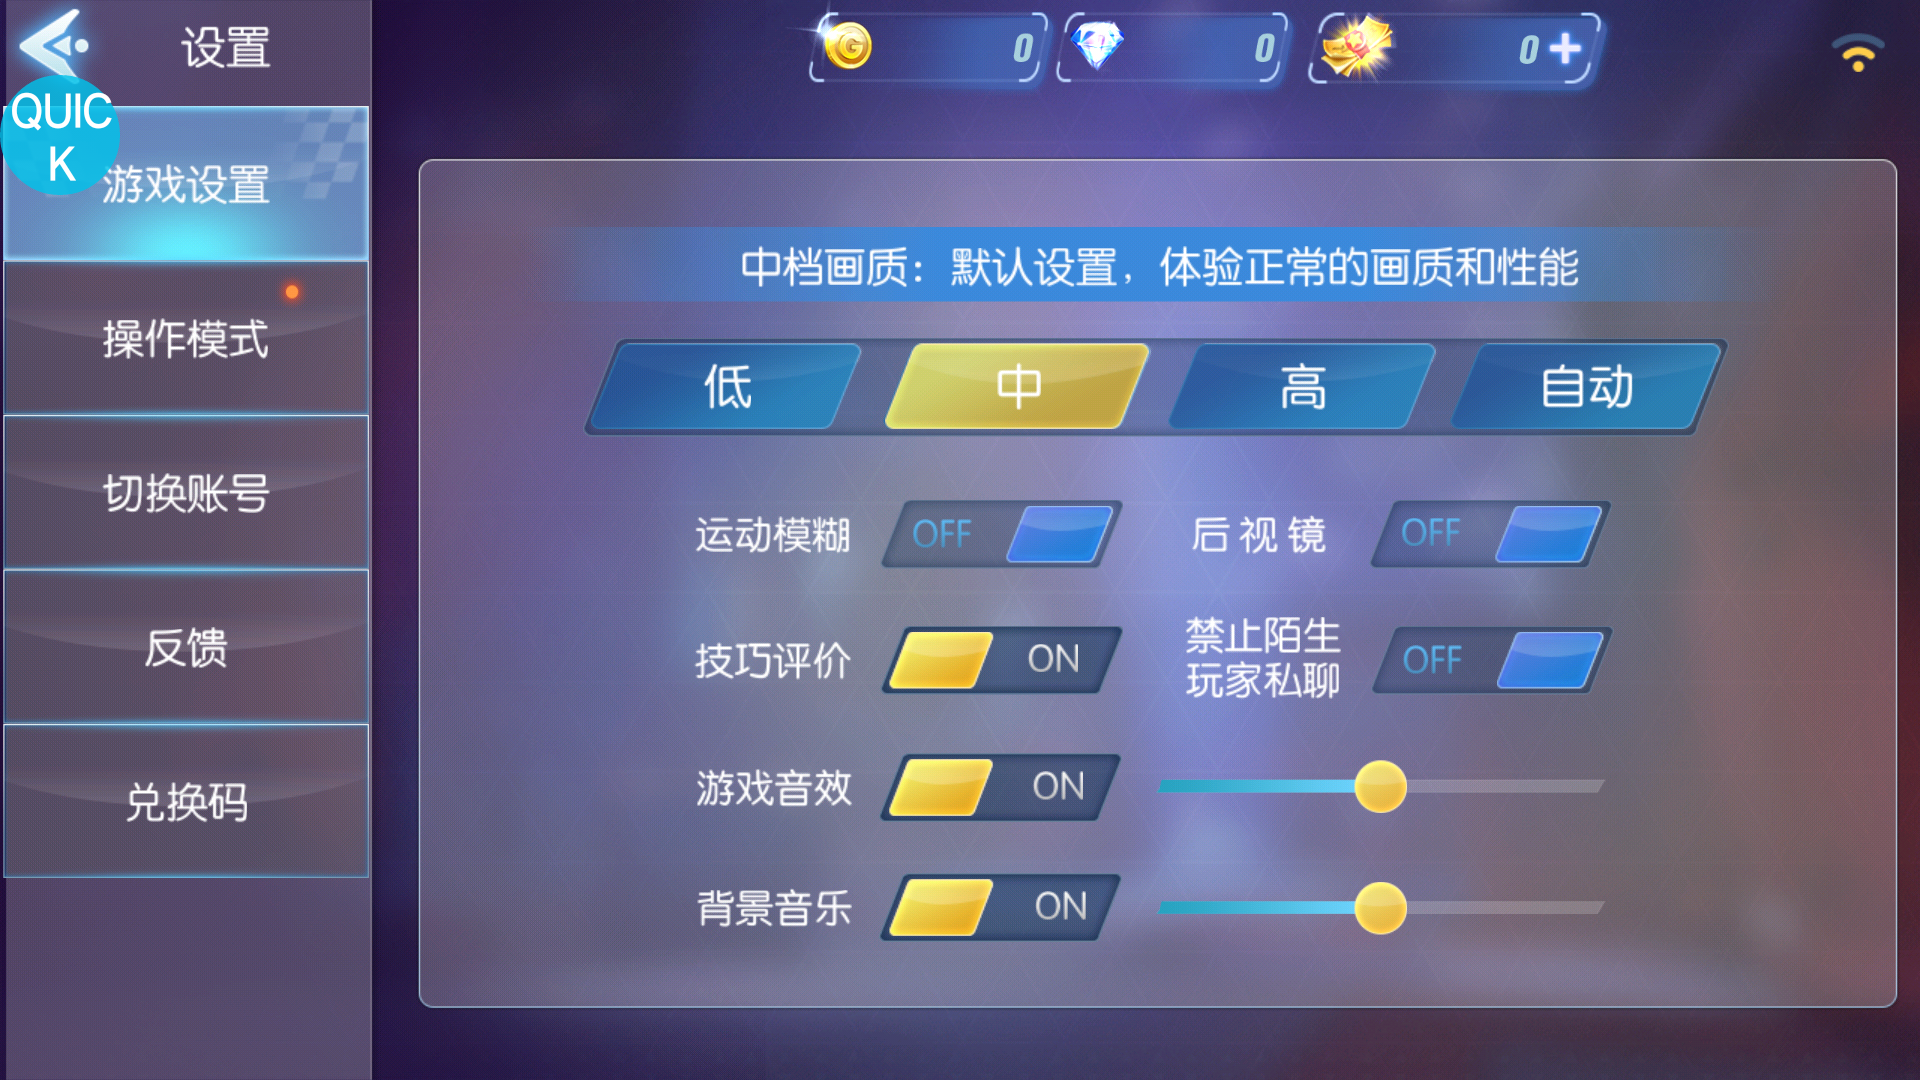 设置
0
0
0
QUIC
K
游戏设置
操作模式
切换账号
反馈
兑换码
中档画质：默认设置，体验正常的画质和性能
低
中
高
自动
运动模糊
OFF
后视镜
OFF
技巧评价
ON
禁止陌生
玩家私聊
OFF
游戏音效
ON
背景音乐
ON